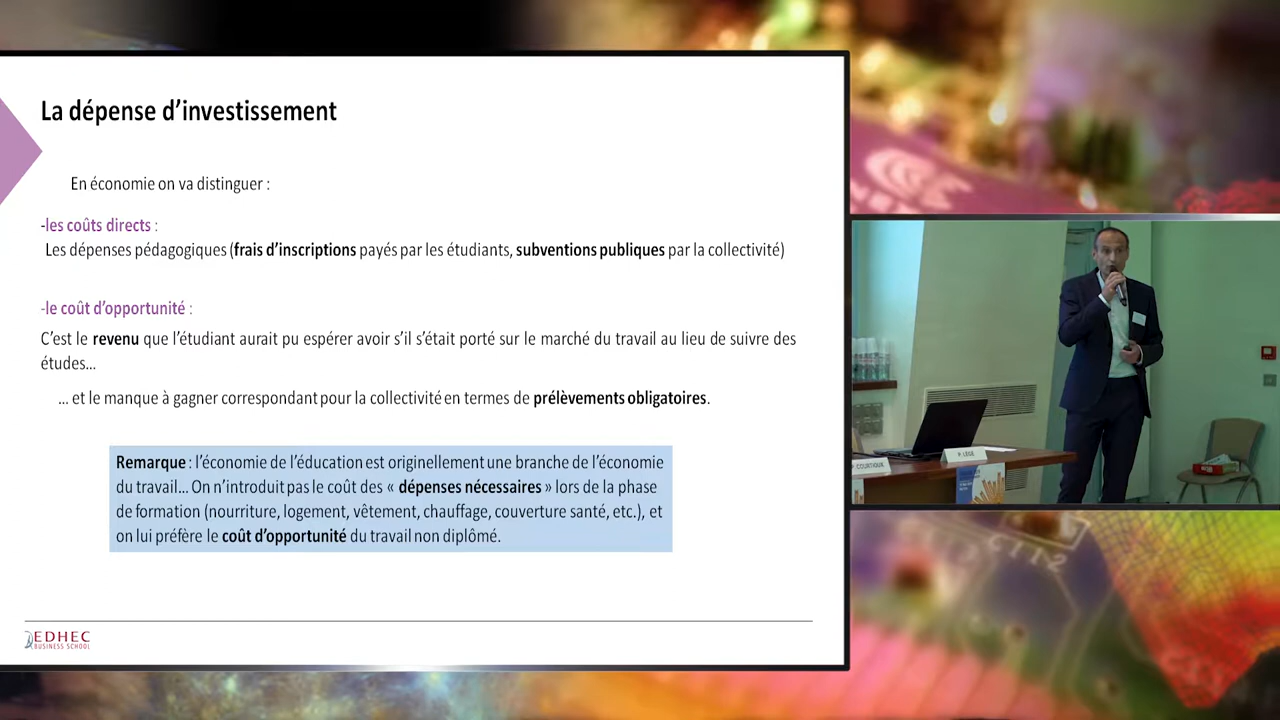 La dépense d’investissement
En économie on va distinguer :
-les coûts directs :
Les dépenses pédagogiques (frais d’inscriptions payés par les étudiants, subventions publiques par la collectivité)
-le coût d’opportunité :
C’est le revenu que l’étudiant aurait pu espérer avoir s’il s’était porté sur le marché du travail au lieu de suivre des
études...
... et le manque à gagner correspondant pour la collectivité en termes de prélèvements obligatoires.
Remarque : l’économie de l’éducation est originellement une branche de l’économie
du travail... On n’introduit pas le coût des « dépenses nécessaires » lors de la phase
de formation (nourriture, logement, vêtement, chauffage, couverture santé, etc.), et
on lui préfère le coût d’opportunité du travail non diplômé.
EDHEC
BUSINESS SCHOOL
P. COURTIOUX
P. LÈGE
C112